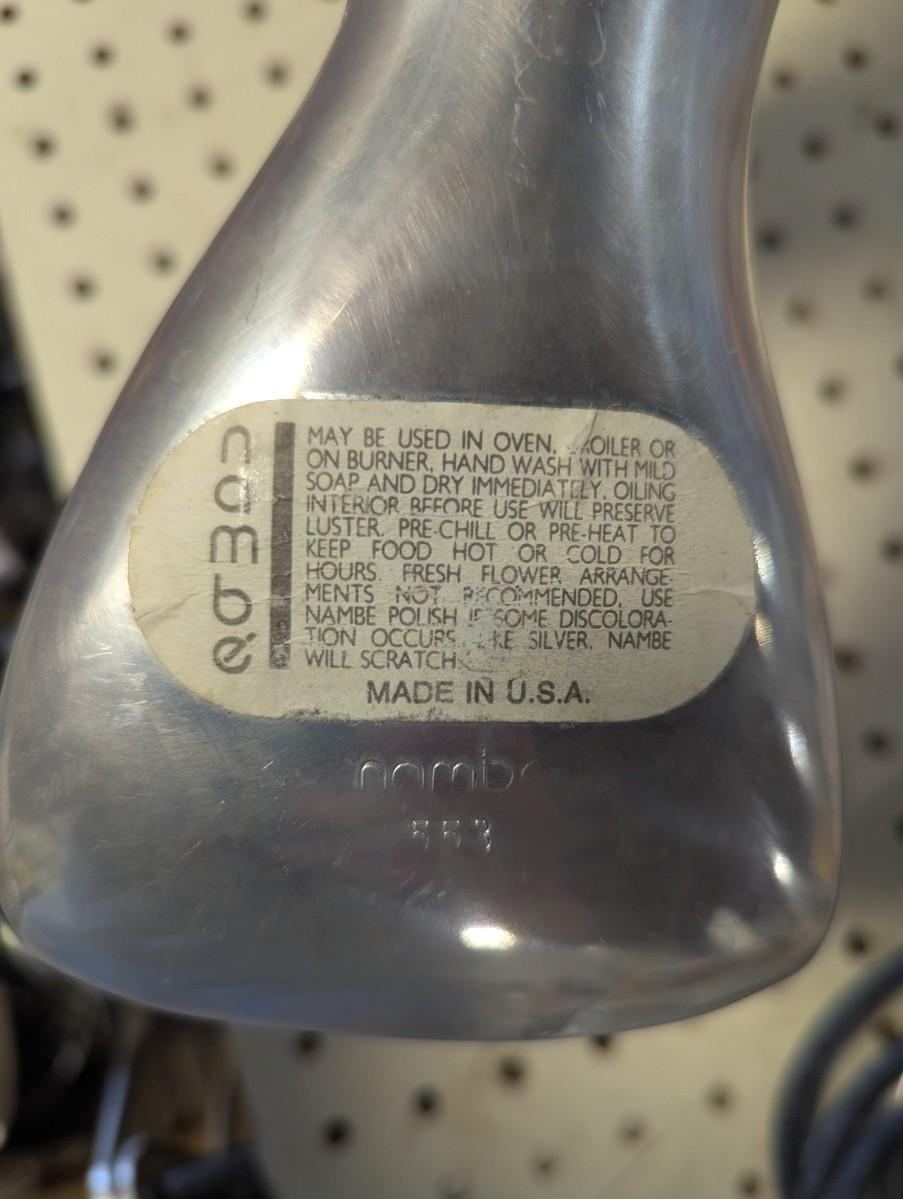 nambe
MAY BE USED IN OVEN, OR
ON BURNER, HAND WASH WITH MILD
SOAP AND DRY IMMEDIATELY. OILING
INTERIOR BEFORE USE WILL PRESERVE
LUSTER. PRE-CHILL OR PRE-HEAT TO
KEEP FOOD HOT OR COLD FOR
HOURS. FRESH FLOWER ARRANGE-
MENTS NOT RECOMMENDED, USE
NAMBE POLISH IF SOME DISCOLORA-
TION OCCURS. SILVER, NAMBE
WILL SCRATCH.
MADE IN U.S.A.
nambe
553